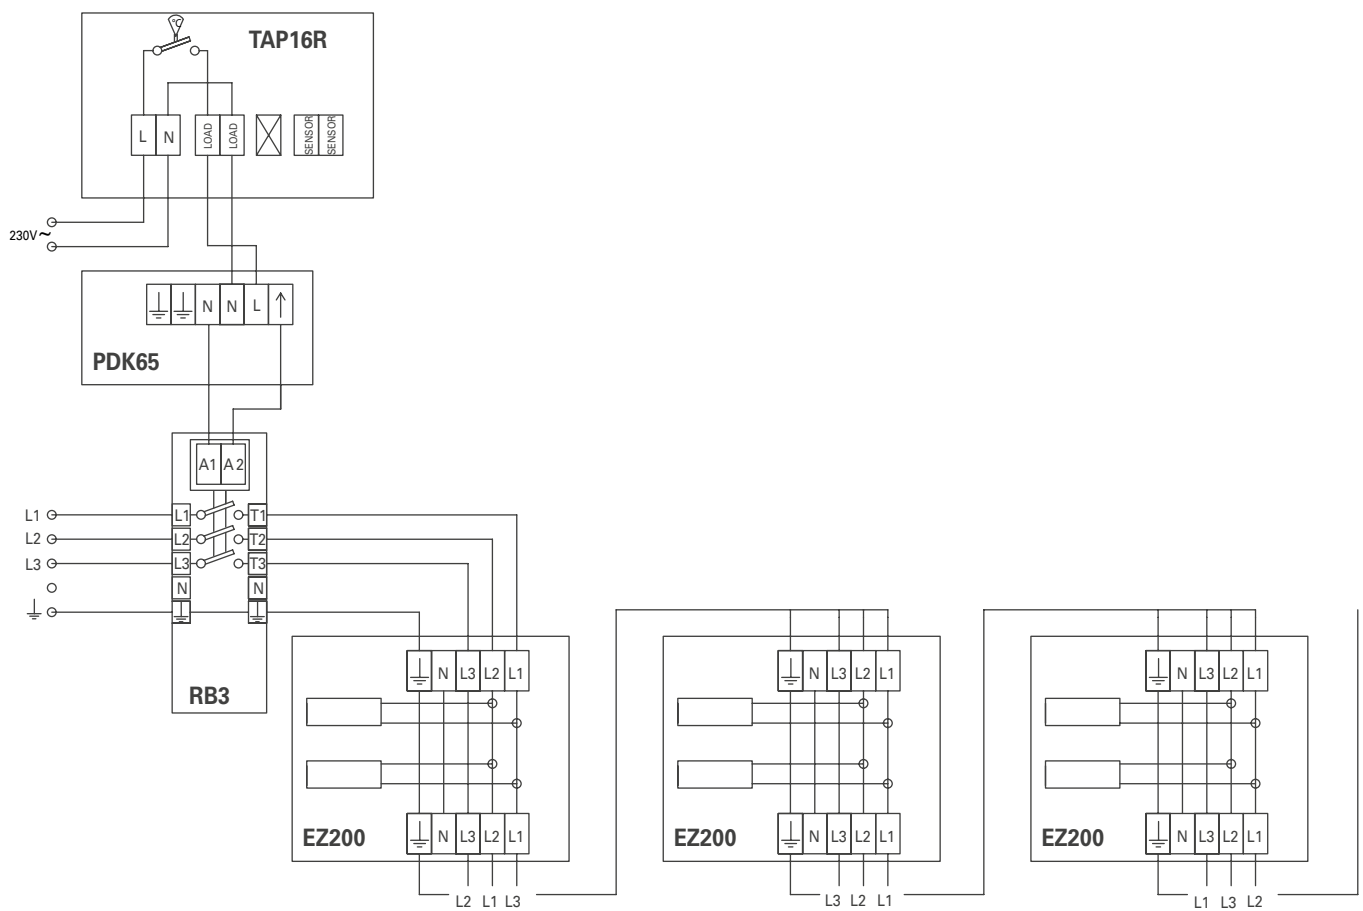 °C
TAP16R
L N LOAD LOAD SENSOR SENSOR
230V~
N N L ↑
PDK65
A1 A2
L1 L1 T1
L2 L2 T2
L3 L3 T3
N N
RB3
N L3 L2 L1
N L3 L2 L1
N L3 L2 L1
EZ200 N L3 L2 L1
EZ200 N L3 L2 L1
EZ200 N L3 L2 L1
L2 L1 L3
L3 L2 L1
L1 L3 L2